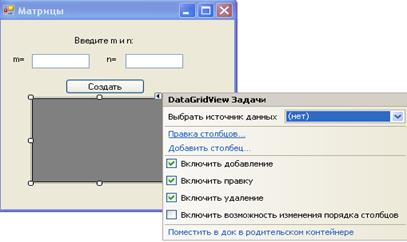 Матрицы
Введите m и n:
m=
n=
Создать
DataGridView Задачи
Выбрать источник данных (нет)
Правка столбцов...
Добавить столбец...
Включить добавление
Включить правку
Включить удаление
Включить возможность изменения порядка столбцов
Поместить в док в родительском контейнере